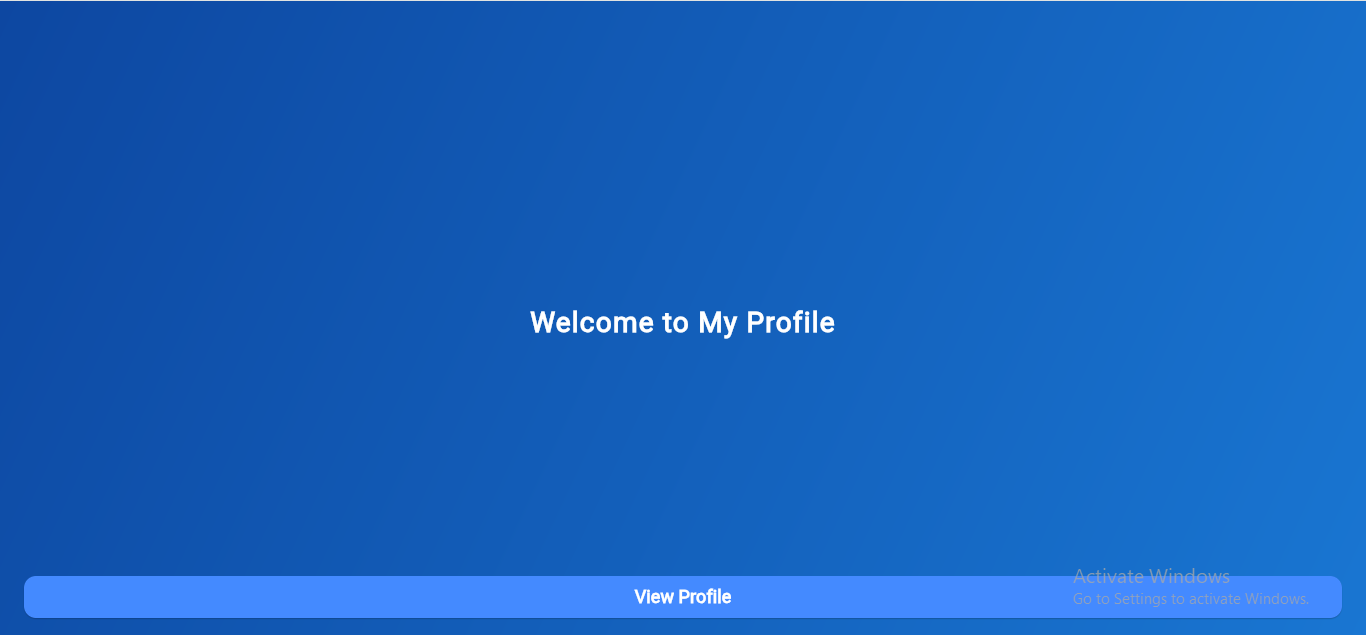 Welcome to My Profile
View Profile
Activate Windows
Go to Settings to activate Windows.